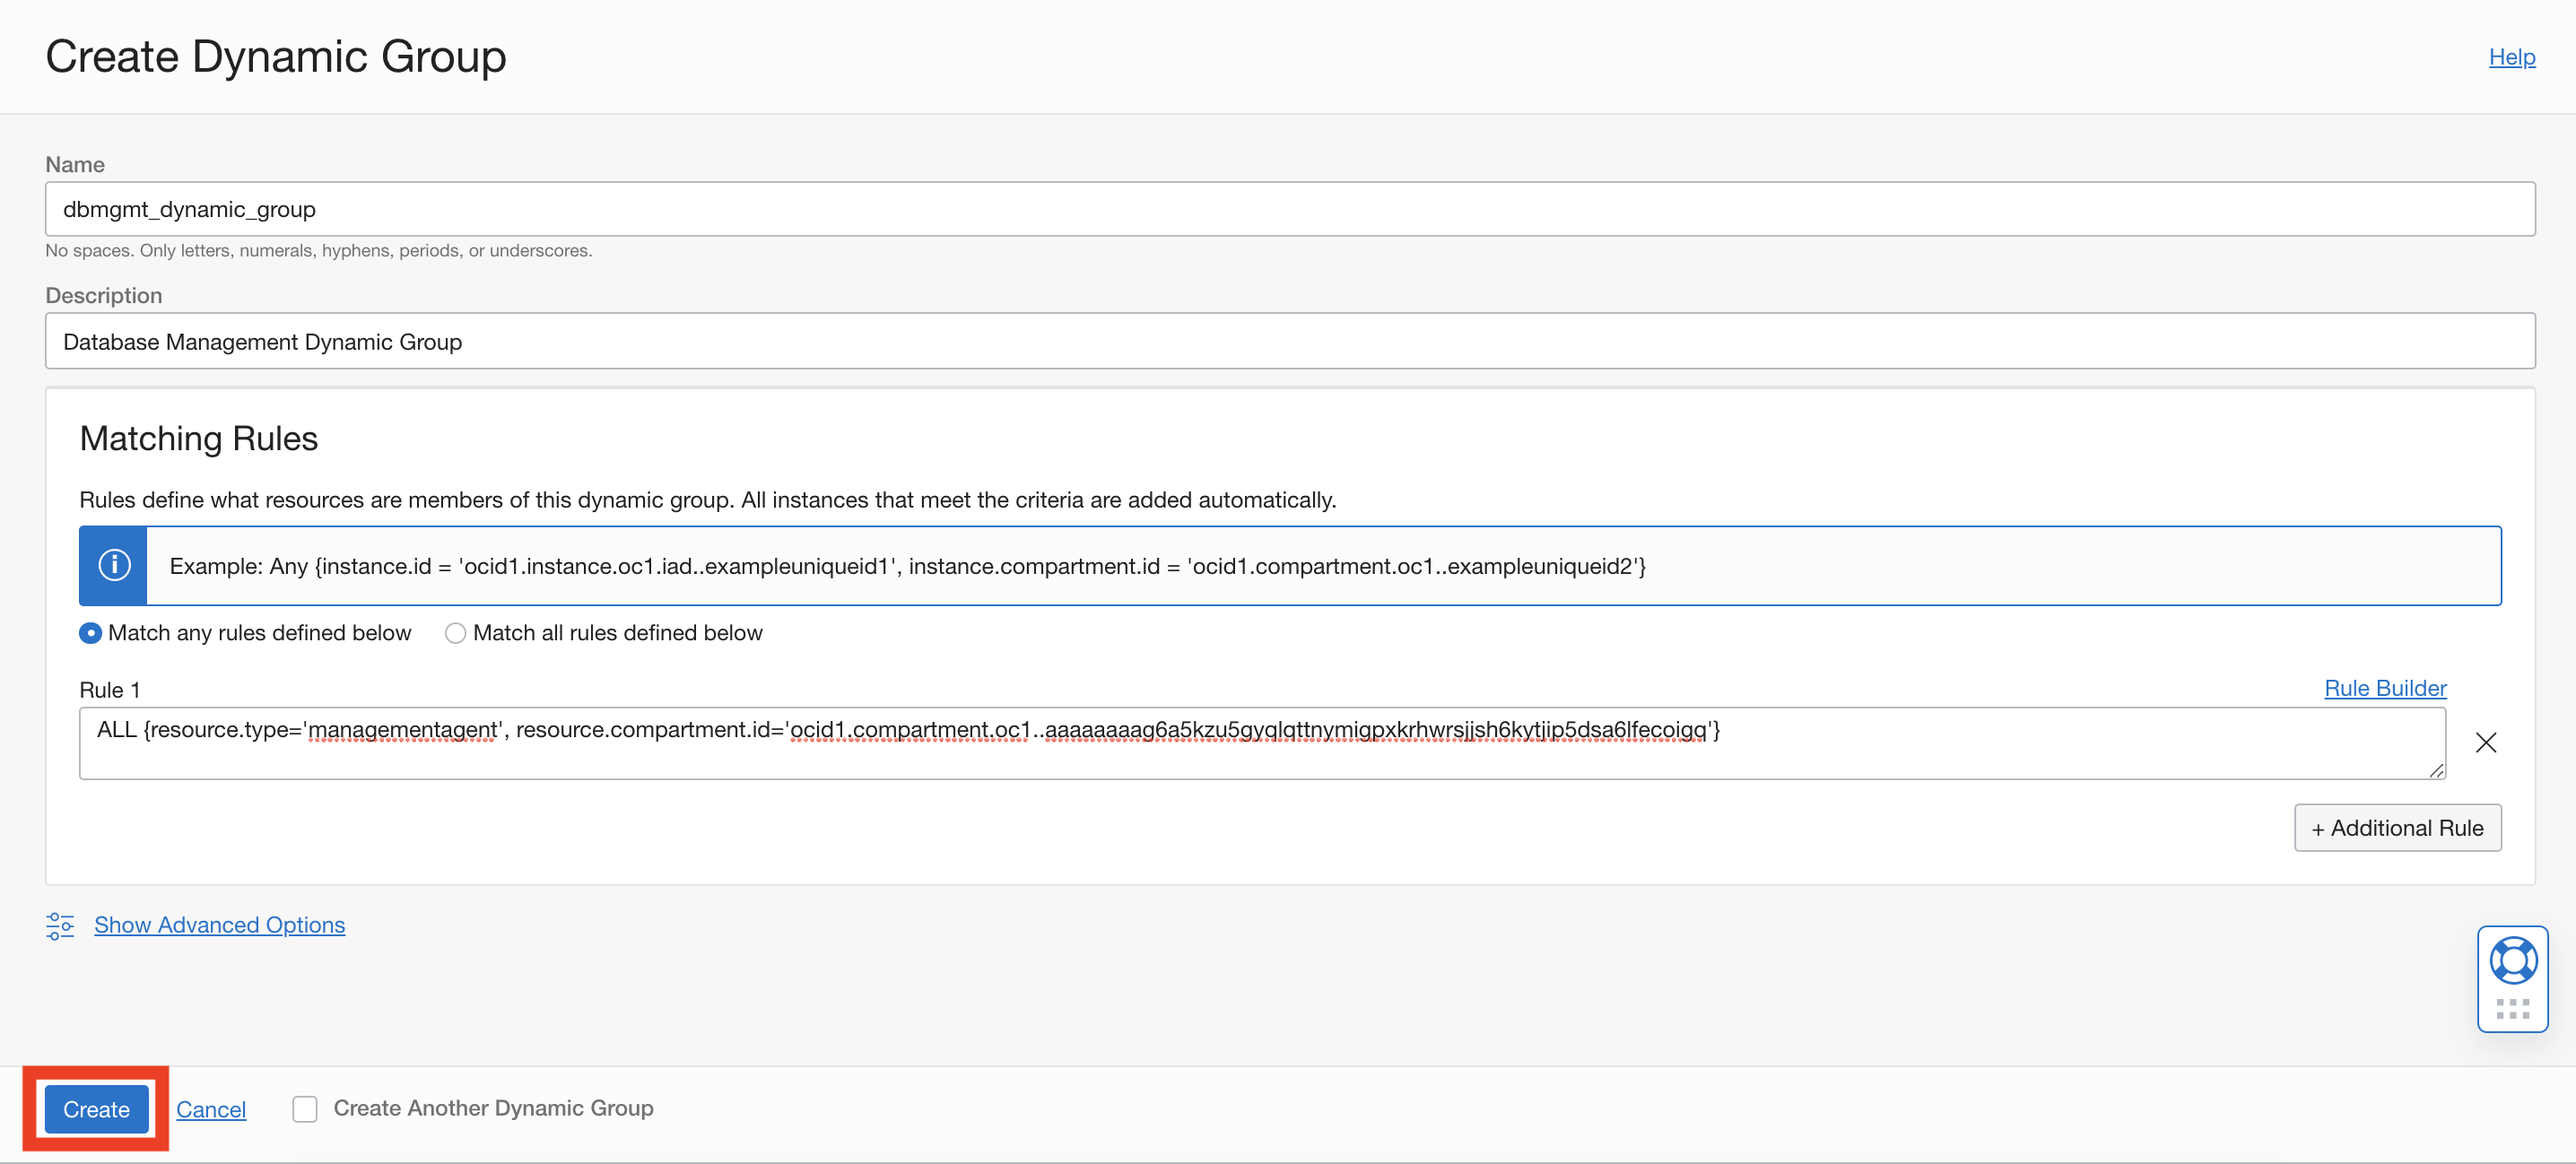 Create Dynamic Group
Help
Name
dbmgmt_dynamic_group
No spaces. Only letters, numerals, hyphens, periods, or underscores.
Description
Database Management Dynamic Group
Matching Rules
Rules define what resources are members of this dynamic group. All instances that meet the criteria are added automatically.
Example: Any {instance.id = 'ocid1.instance.oc1.iad..exampleuniqueid1', instance.compartment.id = 'ocid1.compartment.oc1..exampleuniqueid2'}
Match any rules defined below Match all rules defined below
Rule 1
Rule Builder
ALL {resource.type='managementagent', resource.compartment.id='ocid1.compartment.oc1..aaaaaaaag6a5kzu5gyqlqttnymigpxkrhwrsjjsh6kytjip5dsa6lfecoigq'}
+ Additional Rule
Show Advanced Options
Create Cancel Create Another Dynamic Group